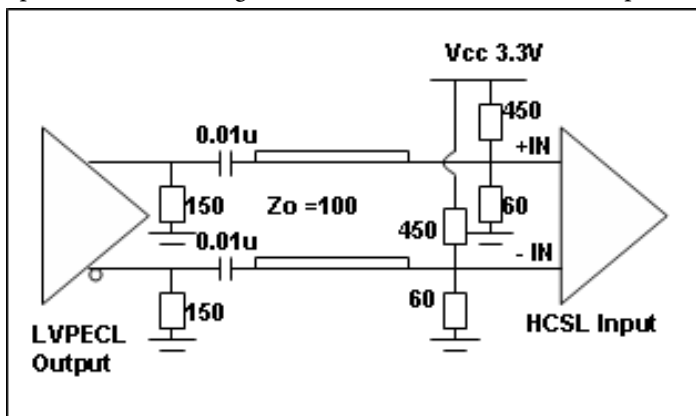 Vcc 3.3V
450
0.01u
+IN
150
Zo =100
60
0.01u
450
- IN
150
60
LVPECL
Output
HCSL Input